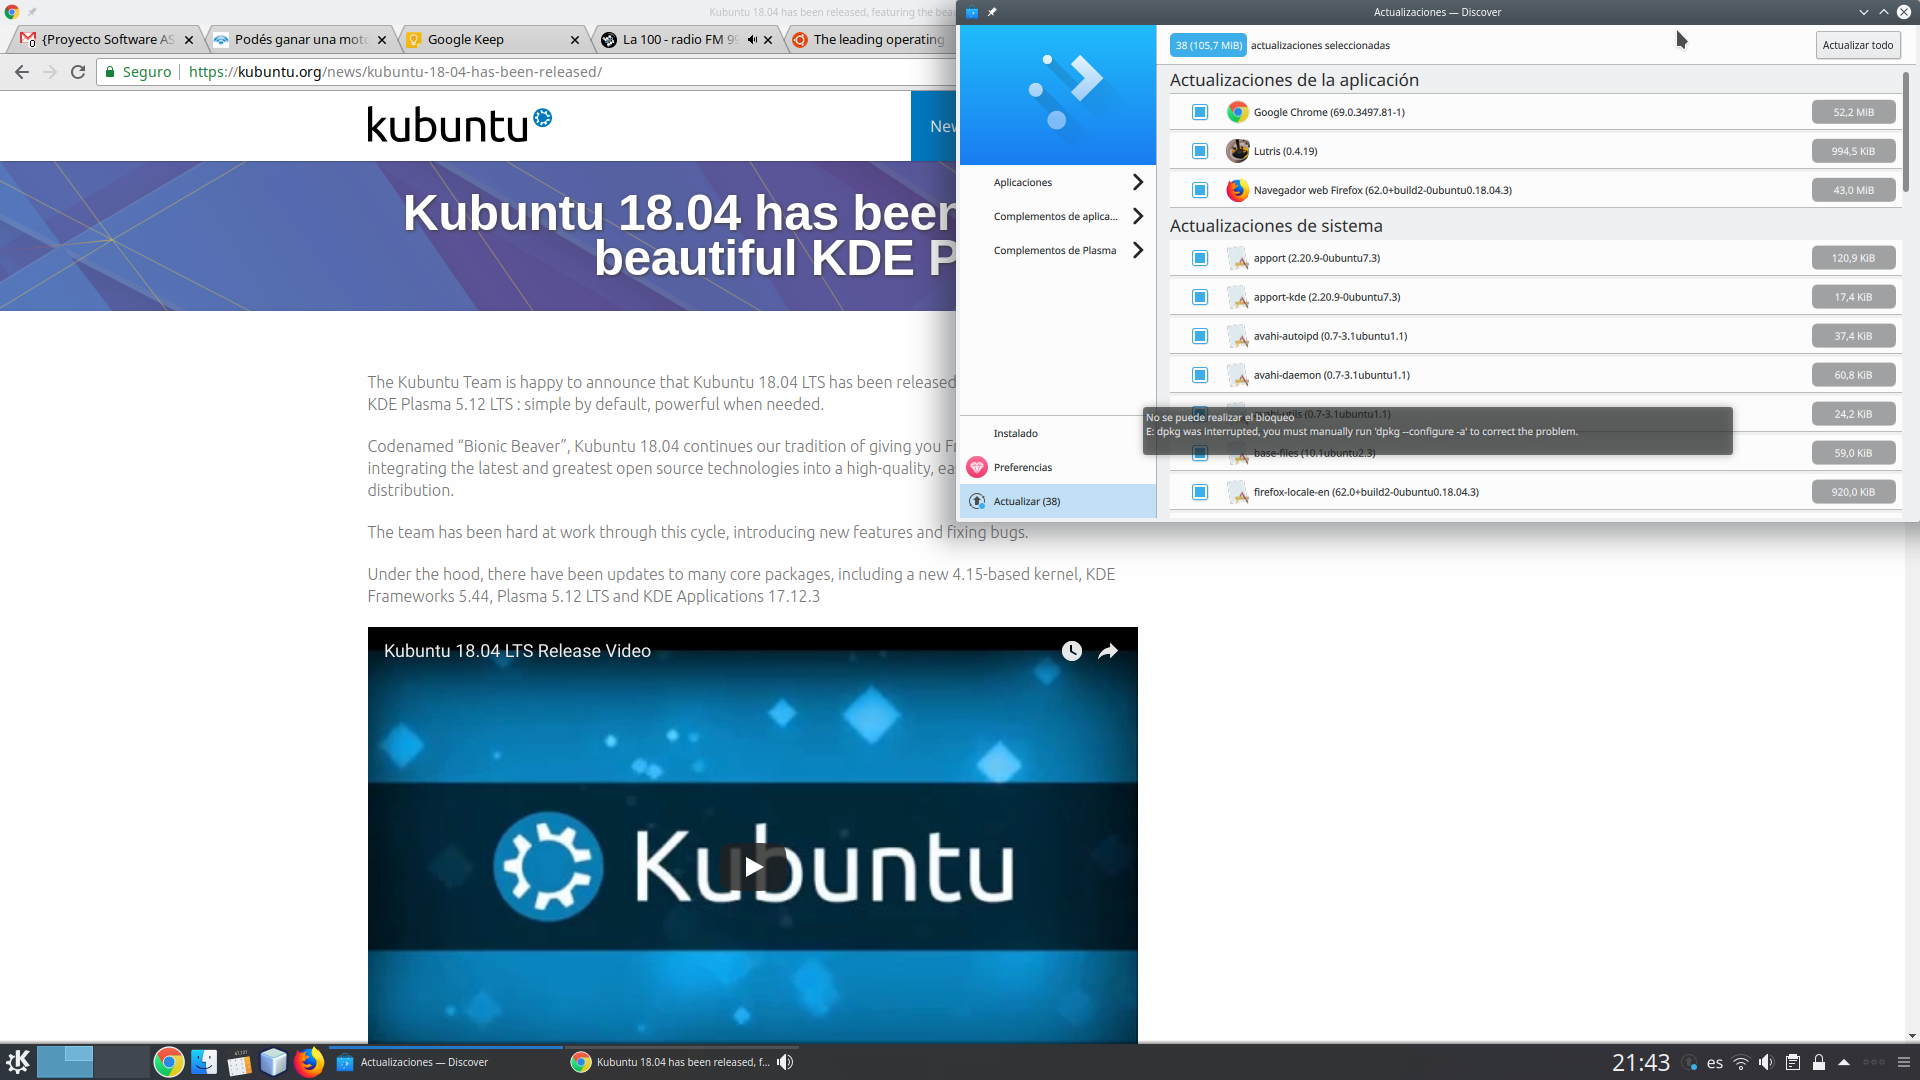 Kubuntu 18.04 has been released, featuring the bea
{Proyecto Software AS
Podés ganar una mot
Google Keep
La 100 - radio FM 9
The leading operating
Seguro
https://kubuntu.org/news/kubuntu-18-04-has-been-released/
kubuntu
New
Kubuntu 18.04 has been
beautiful KDE P
The Kubuntu Team is happy to announce that Kubuntu 18.04 LTS has been released
KDE Plasma 5.12 LTS : simple by default, powerful when needed.
Codenamed “Bionic Beaver”, Kubuntu 18.04 continues our tradition of giving you Fr
integrating the latest and greatest open source technologies into a high-quality, ea
distribution.
The team has been hard at work through this cycle, introducing new features and fixing bugs.
Under the hood, there have been updates to many core packages, including a new 4.15-based kernel, KDE
Frameworks 5.44, Plasma 5.12 LTS and KDE Applications 17.12.3
Kubuntu 18.04 LTS Release Video
Kubuntu
Actualizaciones — Discover
38 (105,7 MiB) actualizaciones seleccionadas
Actualizar todo
Aplicaciones
Complementos de aplica...
Complementos de Plasma
Instalado
Preferencias
Actualizar (38)
Actualizaciones de la aplicación
Google Chrome (69.0.3497.81-1) 52,2 MiB
Lutris (0.4.19) 994,5 KiB
Navegador web Firefox (62.0+build2-0ubuntu0.18.04.3) 43,0 MiB
Actualizaciones de sistema
apport (2.20.9-0ubuntu7.3) 120,9 KiB
apport-kde (2.20.9-0ubuntu7.3) 17,4 KiB
avahi-autoipd (0.7-3.1ubuntu1.1) 37,4 KiB
avahi-daemon (0.7-3.1ubuntu1.1) 60,8 KiB
avahi-utils (0.7-3.1ubuntu1.1) 24,2 KiB
No se puede realizar el bloqueo
E: dpkg was interrupted, you must manually run 'dpkg --configure -a' to correct the problem.
base-files (10.1ubuntu2.3) 59,0 KiB
firefox-locale-en (62.0+build2-0ubuntu0.18.04.3) 920,0 KiB
Actualizaciones — Discover
Kubuntu 18.04 has been released, f...
21:43
es